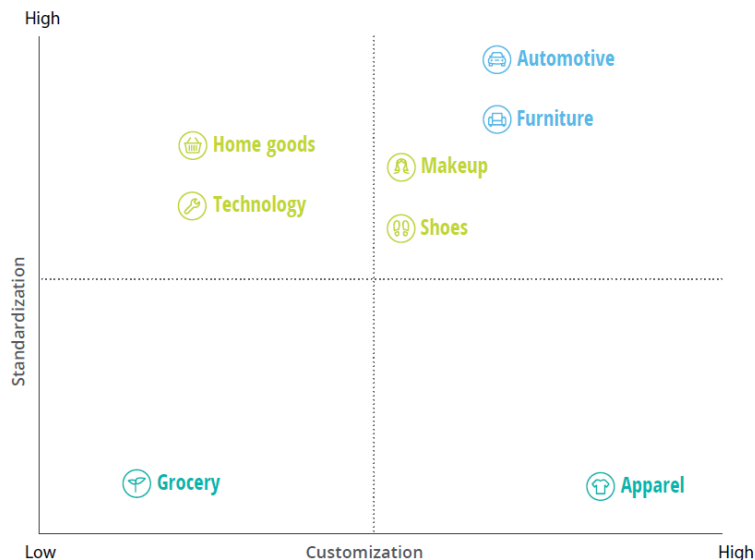 High
Automotive
Furniture
Home goods
Makeup
Technology
Shoes
Standardization
Grocery
Apparel
Low
Customization
High